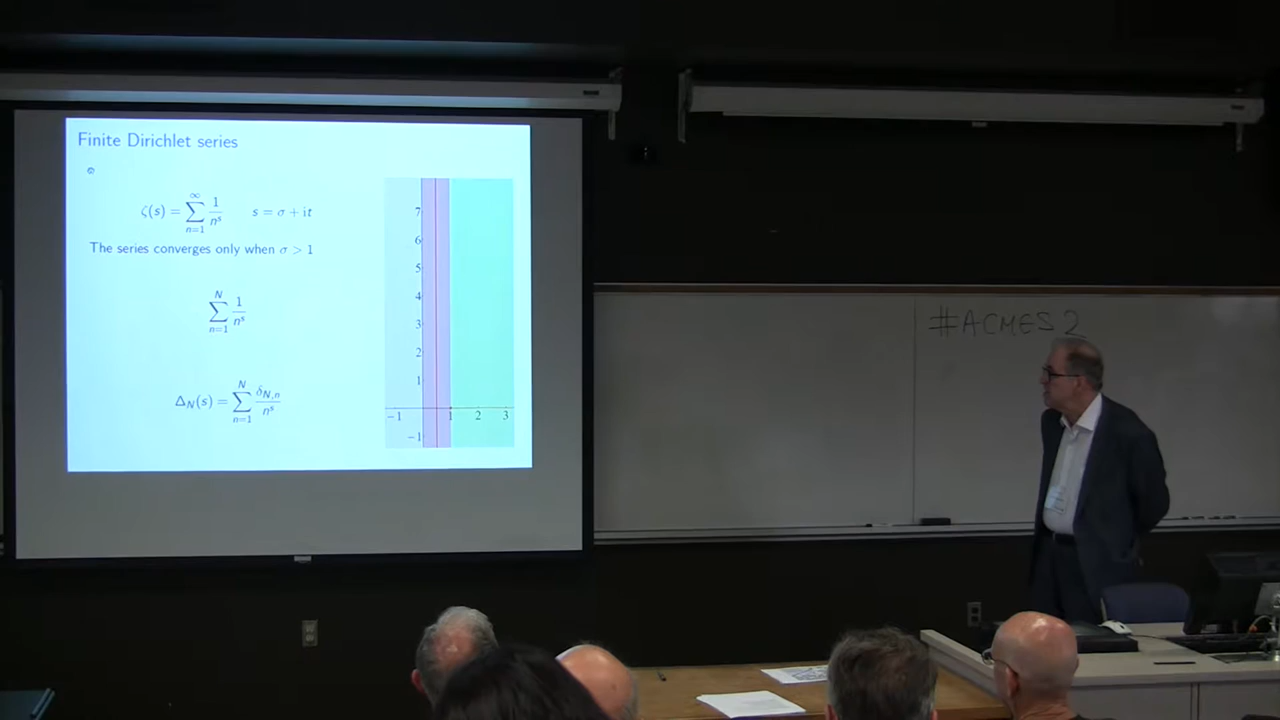 Finite Dirichlet series
ζ(s) = ∑_{n=1}^{∞} 1/n^s   s = σ + it
The series converges only when σ > 1
∑_{n=1}^{N} 1/n^s
Δ_N(s) = ∑_{n=1}^{N} δ_{N,n}/n^s
7
6
5
4
3
2
1
−1 1 2 3
−1
#ACMES 2